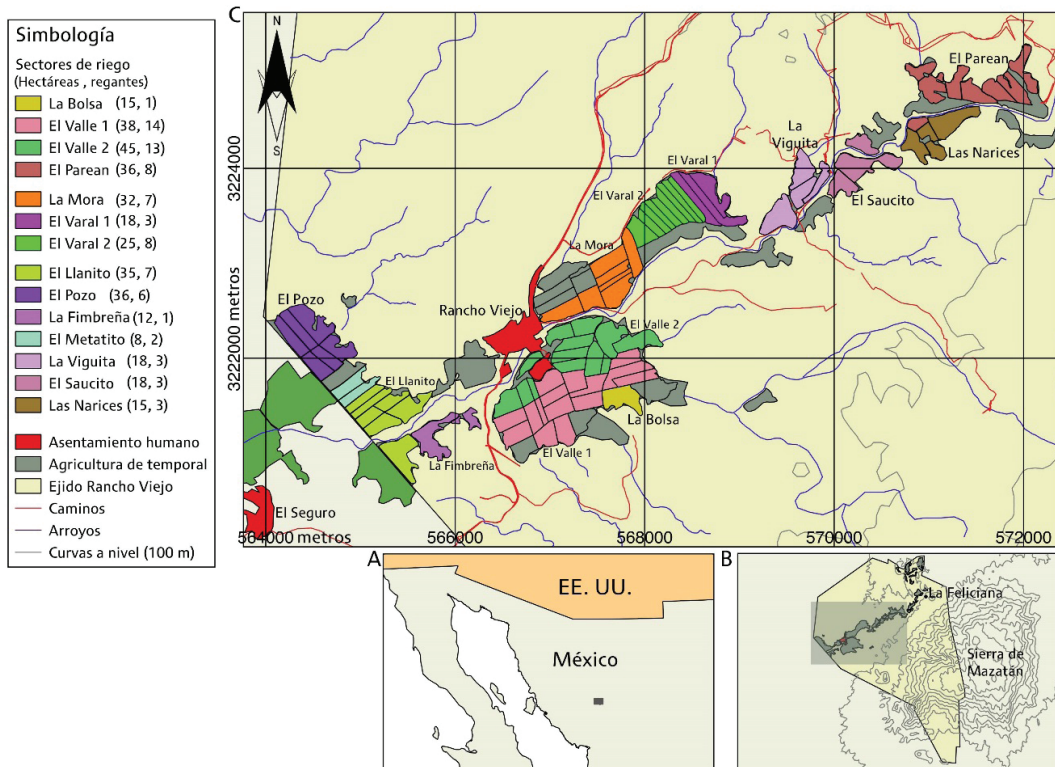 Simbología
Sectores de riego
(Hectáreas , regantes)
La Bolsa (15, 1)
El Valle 1 (38, 14)
El Valle 2 (45, 13)
El Parean (36, 8)
La Mora (32, 7)
El Varal 1 (18, 3)
El Varal 2 (25, 8)
El Llanito (35, 7)
El Pozo (36, 6)
La Fimbreña (12, 1)
El Metatito (8, 2)
La Viguita (18, 3)
El Saucito (18, 3)
Las Narices (15, 3)
Asentamiento humano
Agricultura de temporal
Ejido Rancho Viejo
Caminos
Arroyos
Curvas a nivel (100 m)
C
N
S
El Parean
La
Viguita
Las Narices
El Varal 1
El Saucito
El Varal 2
La Mora
3224000
El Pozo
Rancho Viejo
El Valle 2
3222000 metros
El Llanito
La Bolsa
El Valle 1
La Fimbreña
El Seguro
564000 metros
566000
568000
570000
572000
A
EE. UU.
México
B
La Feliciana
Sierra de
Mazatán